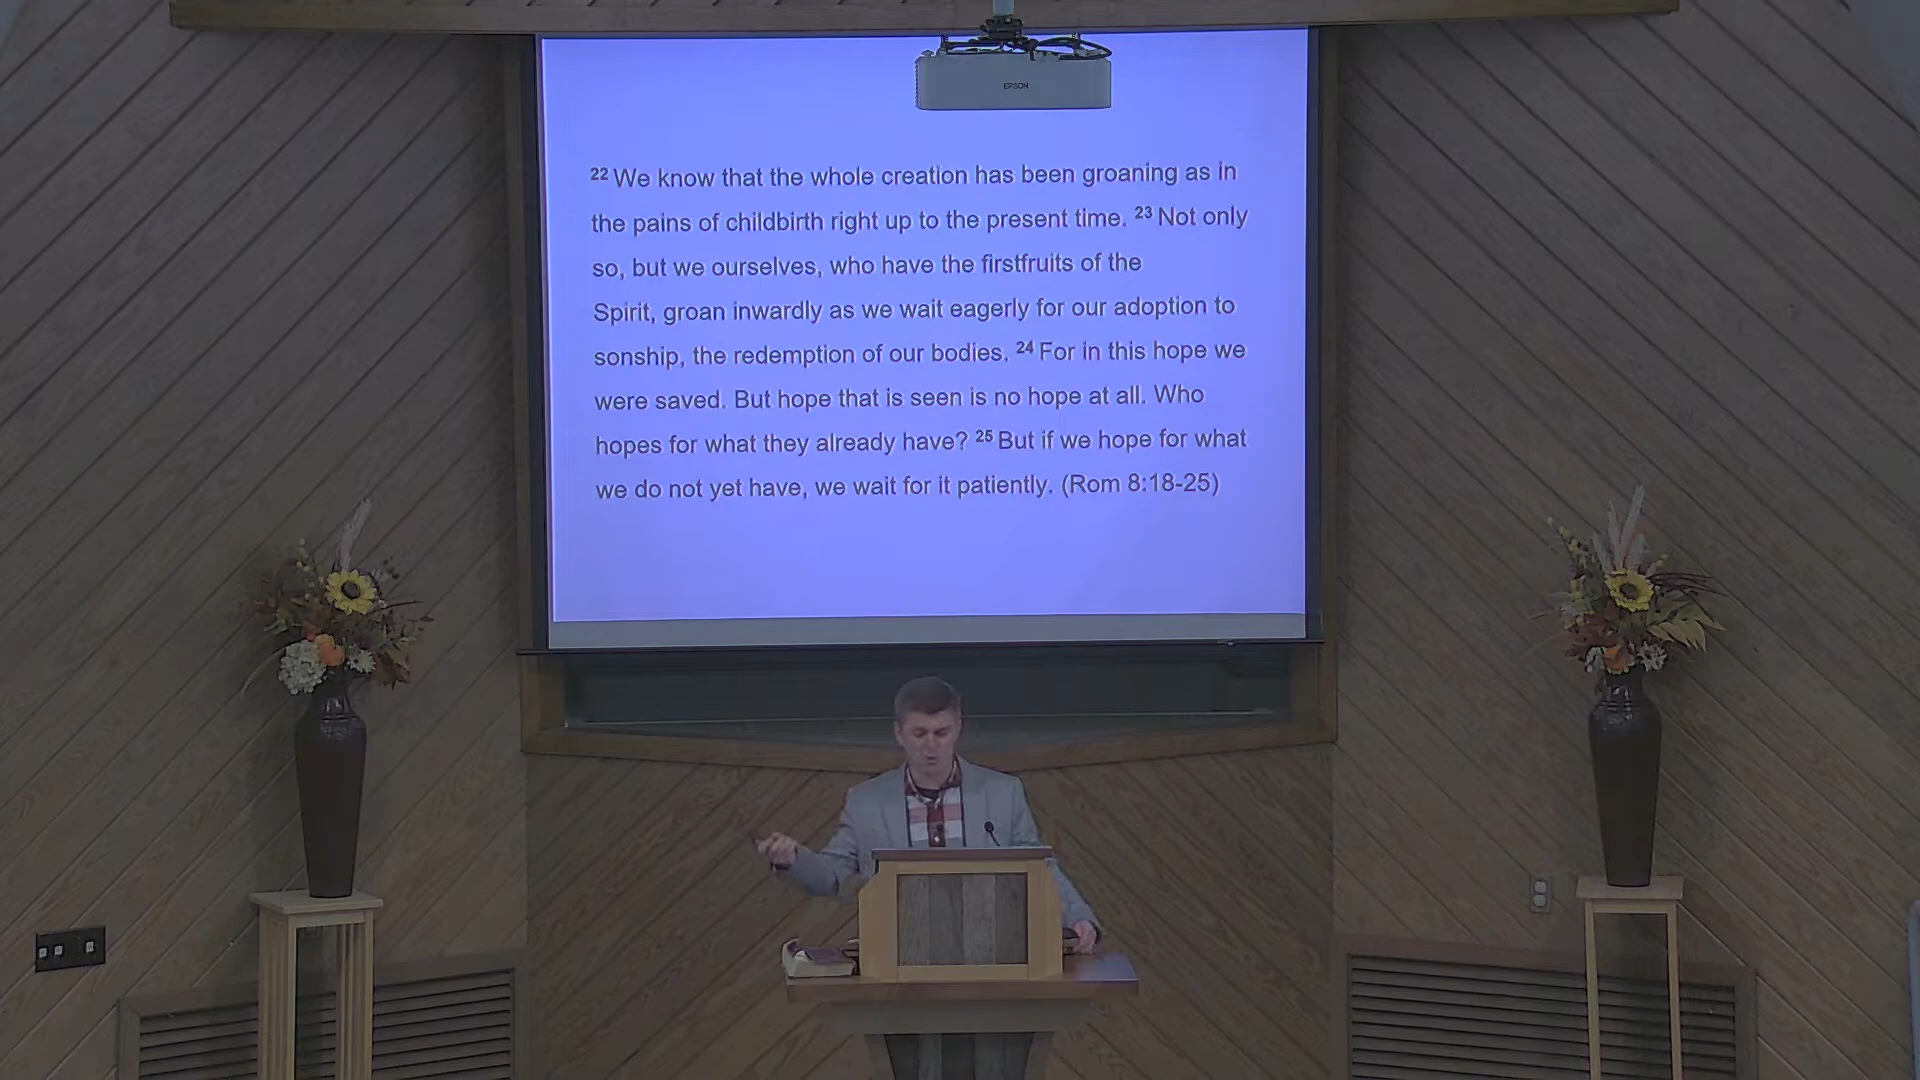 EPSON
22 We know that the whole creation has been groaning as in
the pains of childbirth right up to the present time. 23 Not only
so, but we ourselves, who have the firstfruits of the
Spirit, groan inwardly as we wait eagerly for our adoption to
sonship, the redemption of our bodies. 24 For in this hope we
were saved. But hope that is seen is no hope at all. Who
hopes for what they already have? 25 But if we hope for what
we do not yet have, we wait for it patiently. (Rom 8:18-25)